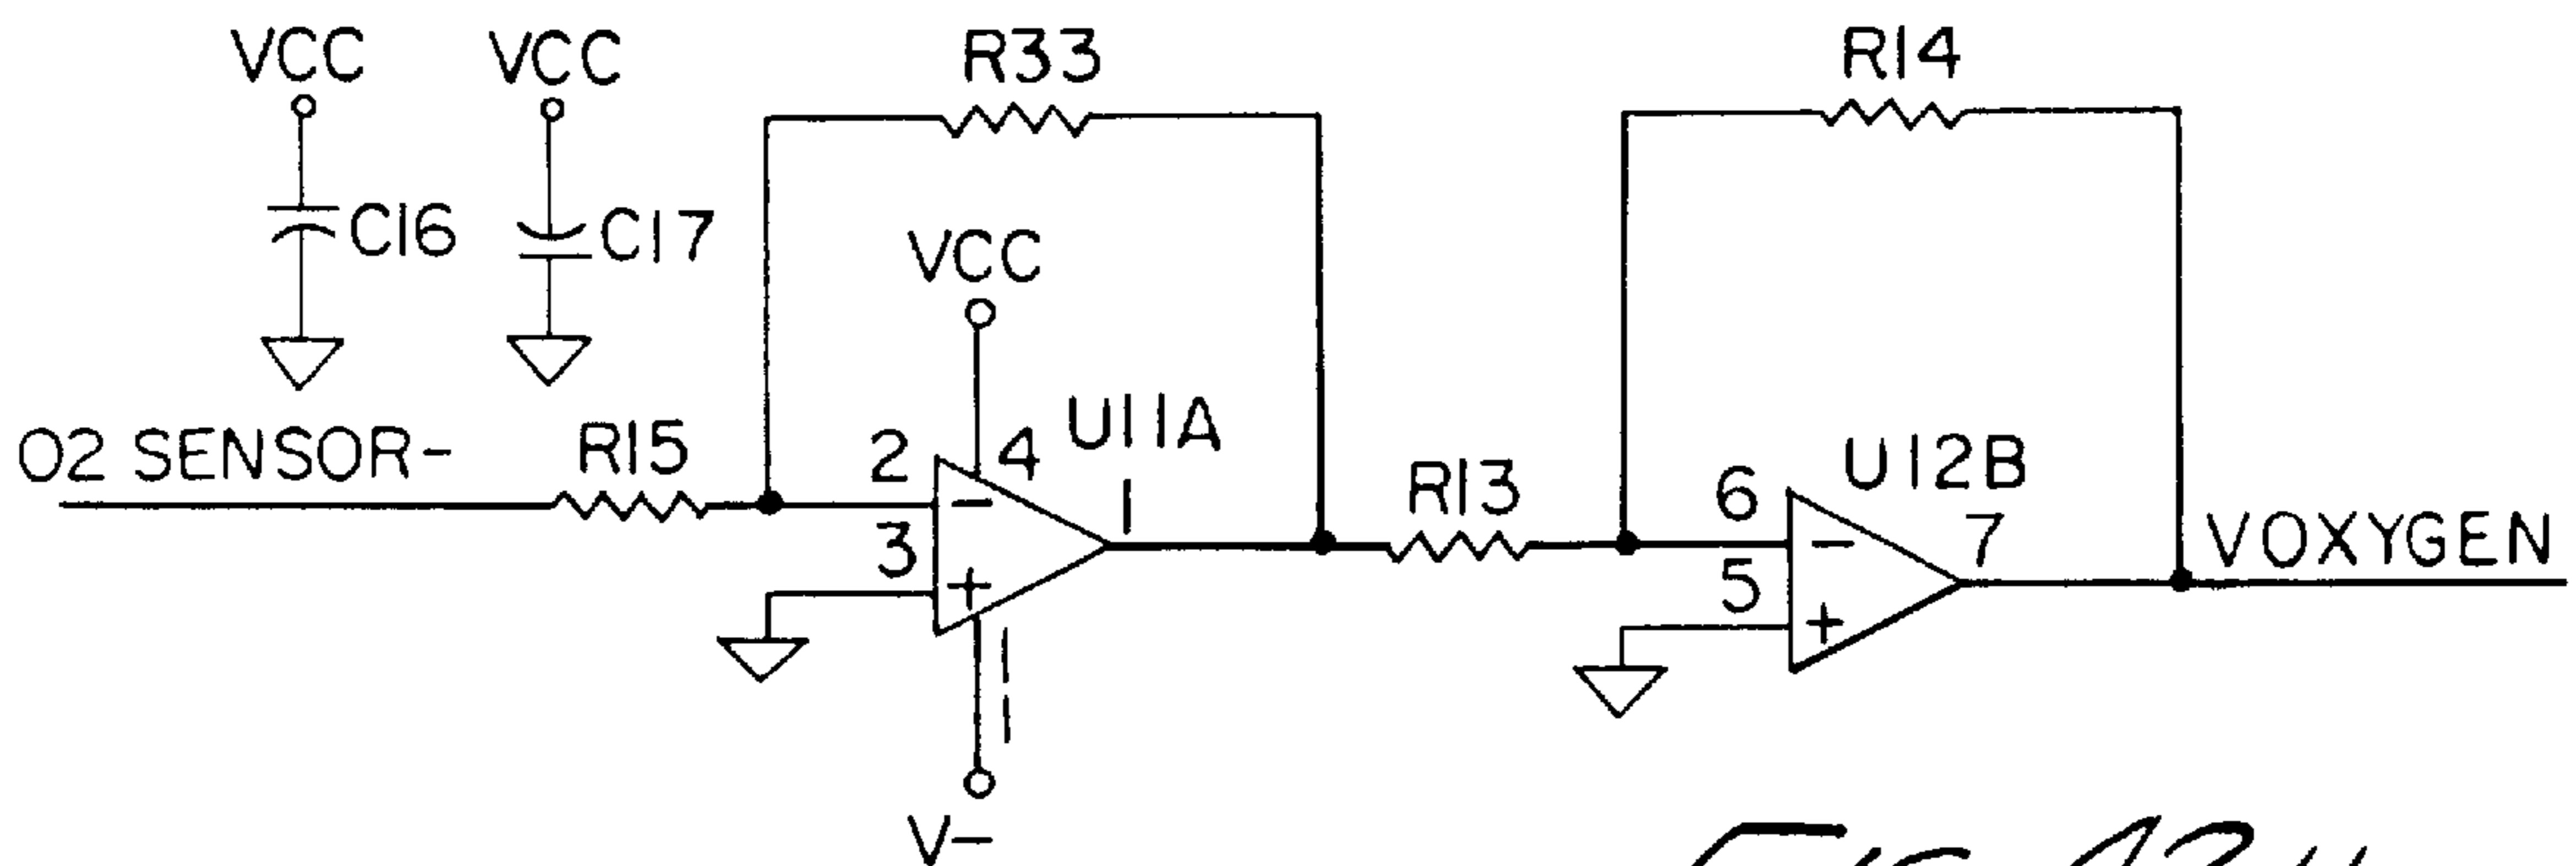 VCC
VCC
R33
R14
C16
C17
VCC
O2 SENSOR-
R15
2
4
U11A
1
3
-
+
11
V-
R13
6
U12B
5
7
-
+
VOXYGEN